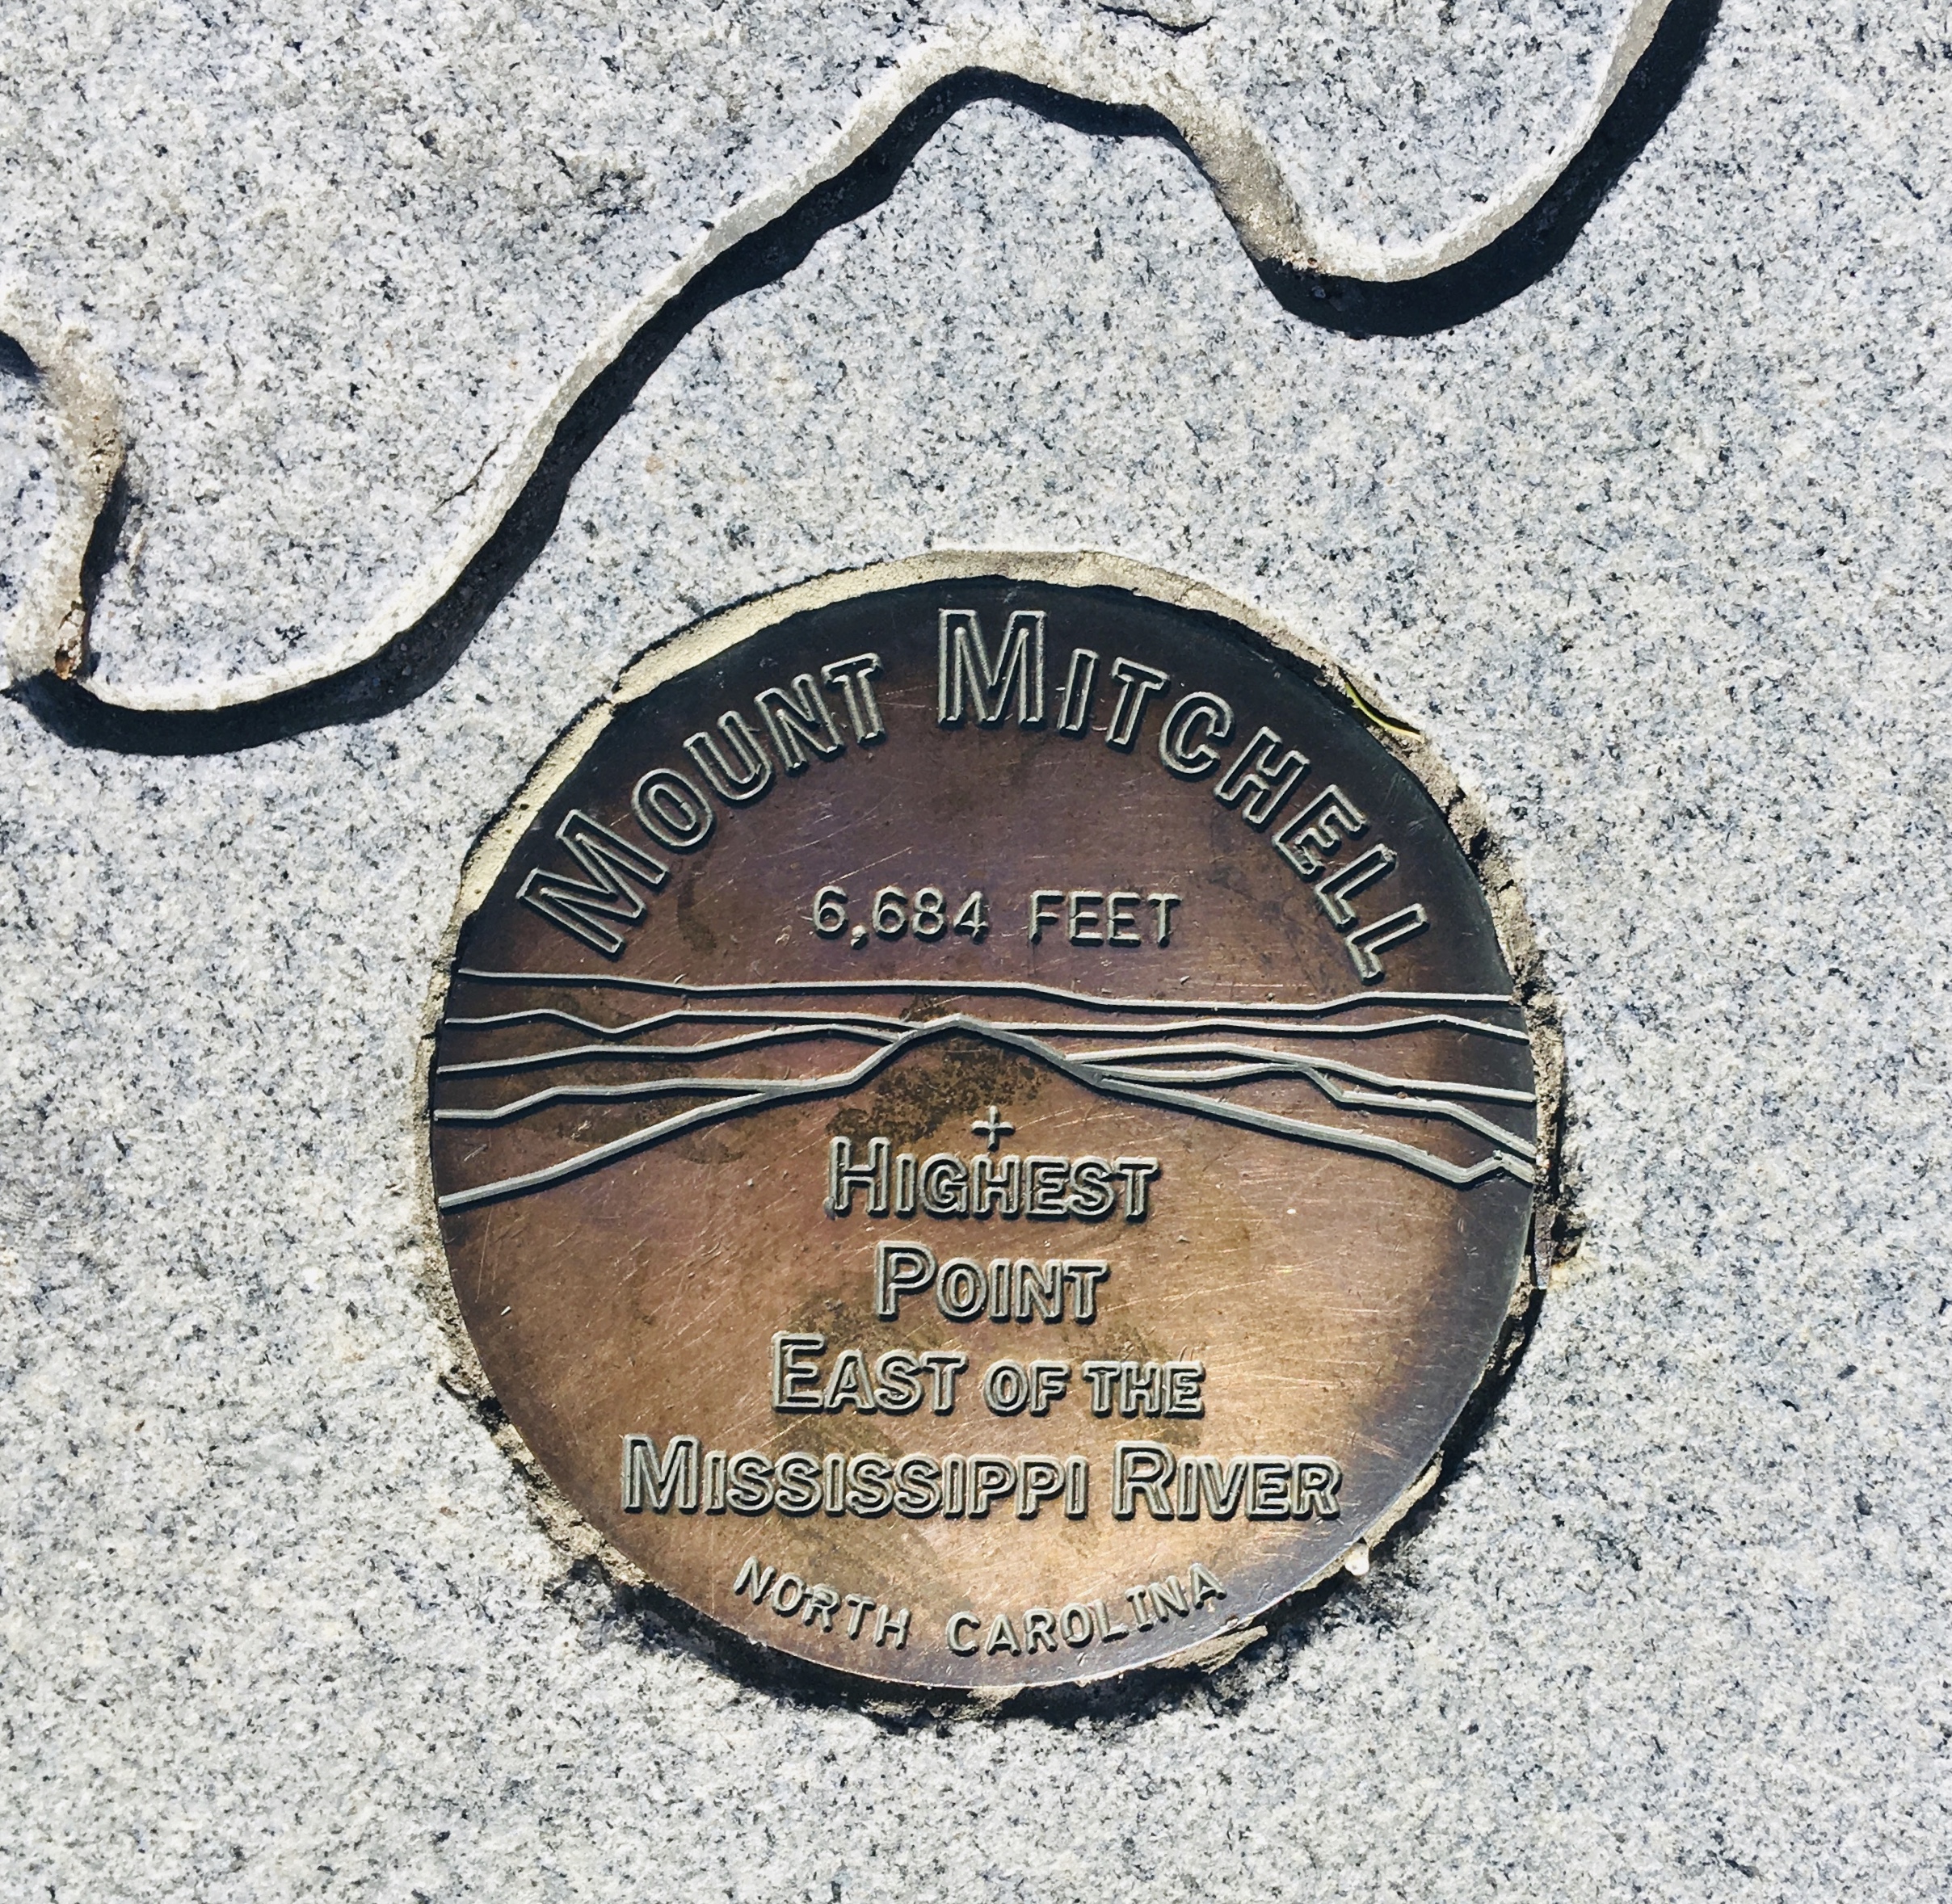 Mount Mitchell
6,684 FEET
+
Highest
Point
East of the
Mississippi River
NORTH CAROLINA